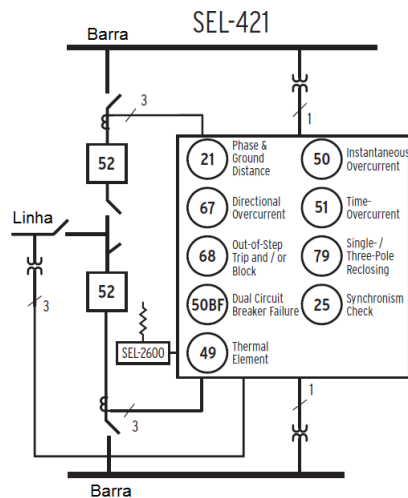 SEL-421
Barra
3
1
52
21
Phase &
Ground
Distance
50
Instantaneous
Overcurrent
67
Directional
Overcurrent
51
Time-
Overcurrent
Linha
68
Out-of-Step
Trip and / or
Block
79
Single- /
Three-Pole
Reclosing
52
3
50BF
Dual Circuit
Breaker Failure
25
Synchronism
Check
SEL-2600
49
Thermal
Element
3
1
Barra